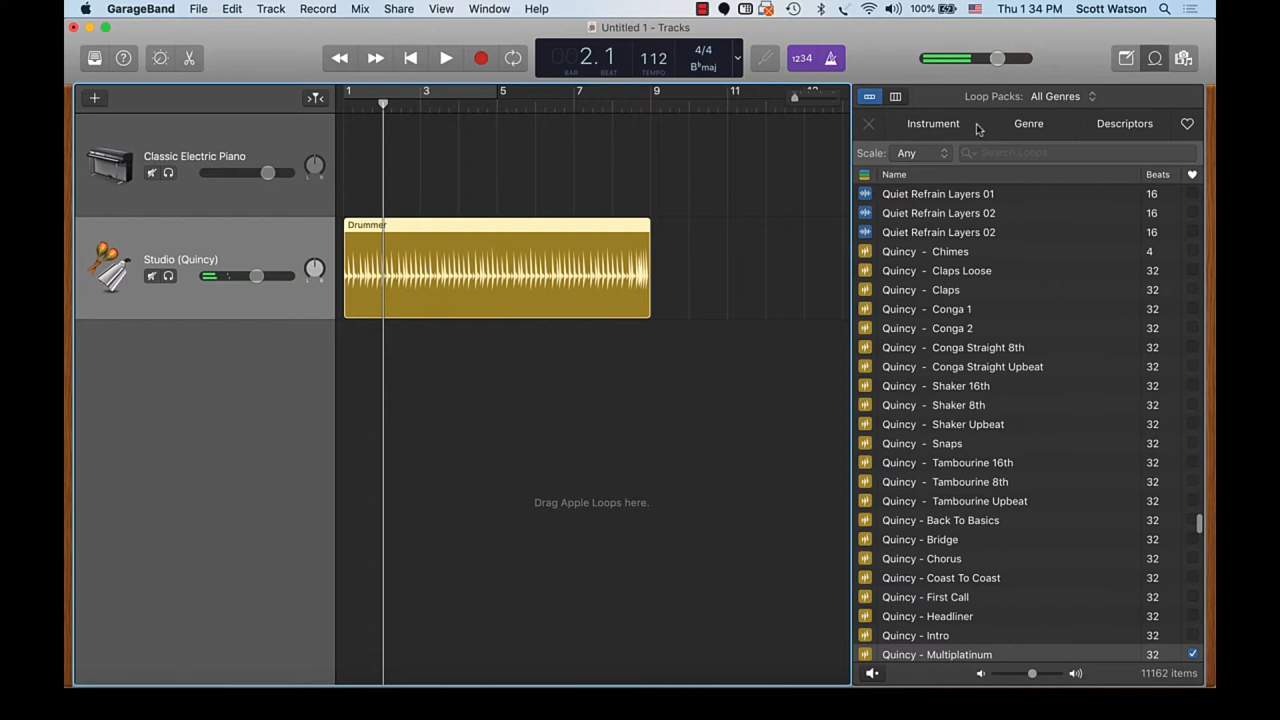 GarageBand File Edit Track Record Mix Share View Window Help 100% Thu 1 34 PM Scott Watson
Untitled 1 - Tracks
002.1 112 4/4 B♭maj 1234
BAR BEAT TEMPO
1 3 5 7 9 11 13
Loop Packs: All Genres
Instrument Genre Descriptors
Scale: Any Search Loops
Name Beats
Classic Electric Piano
L R
Studio (Quincy)
L R
Drummer
Drag Apple Loops here.
Quiet Refrain Layers 01 16
Quiet Refrain Layers 02 16
Quiet Refrain Layers 02 16
Quincy - Chimes 4
Quincy - Claps Loose 32
Quincy - Claps 32
Quincy - Conga 1 32
Quincy - Conga 2 32
Quincy - Conga Straight 8th 32
Quincy - Conga Straight Upbeat 32
Quincy - Shaker 16th 32
Quincy - Shaker 8th 32
Quincy - Shaker Upbeat 32
Quincy - Snaps 32
Quincy - Tambourine 16th 32
Quincy - Tambourine 8th 32
Quincy - Tambourine Upbeat 32
Quincy - Back To Basics 32
Quincy - Bridge 32
Quincy - Chorus 32
Quincy - Coast To Coast 32
Quincy - First Call 32
Quincy - Headliner 32
Quincy - Intro 32
Quincy - Multiplatinum 32
11162 items